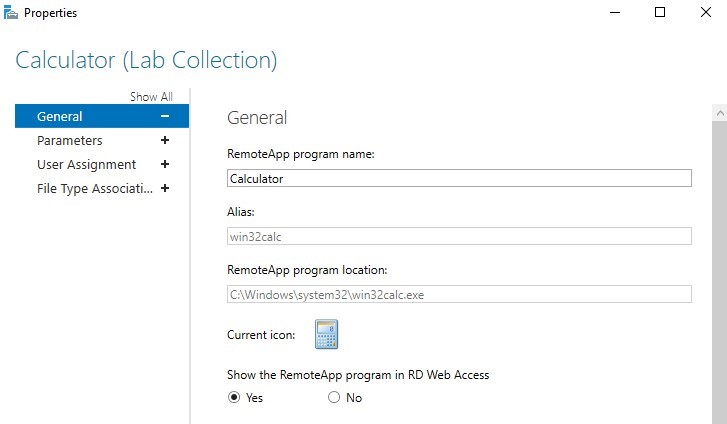 Properties
Calculator (Lab Collection)
Show All
General
Parameters
User Assignment
File Type Associati...
General
RemoteApp program name:
Calculator
Alias:
win32calc
RemoteApp program location:
C:\Windows\system32\win32calc.exe
Current icon:
Show the RemoteApp program in RD Web Access
Yes No